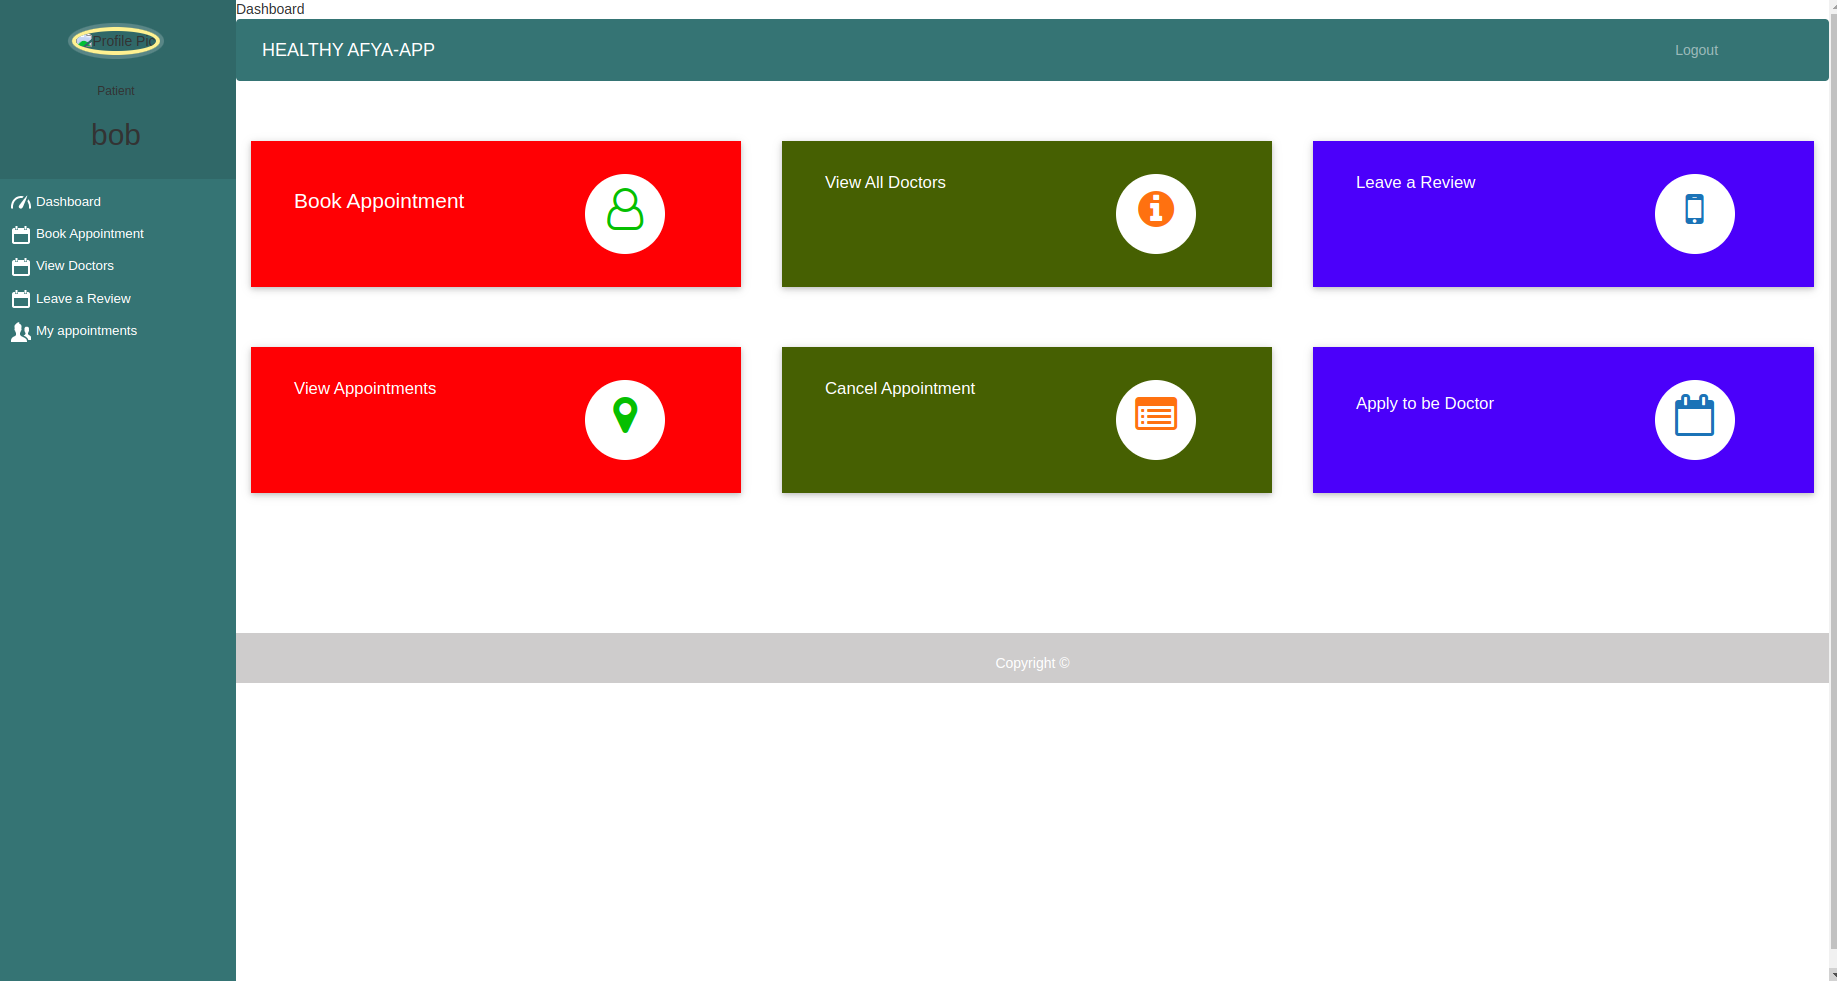 Profile Pic
Patient
bob
Dashboard
Book Appointment
View Doctors
Leave a Review
My appointments
Dashboard
HEALTHY AFYA-APP
Logout
Book Appointment
View All Doctors
Leave a Review
View Appointments
Cancel Appointment
Apply to be Doctor
Copyright ©